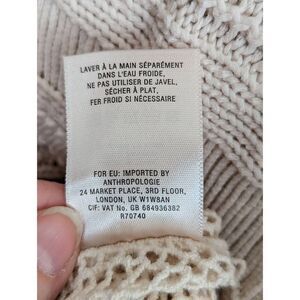 LAVER À LA MAIN SÉPARÉMENT
DANS L'EAU FROIDE,
NE PAS UTILISER DE JAVEL,
SÉCHER À PLAT,
FER FROID SI NÉCESSAIRE
FOR EU: IMPORTED BY
ANTHROPOLOGIE
24 MARKET PLACE, 3RD FLOOR,
LONDON, UK W1W8AN
CIF: VAT No. GB 684936382
R70740